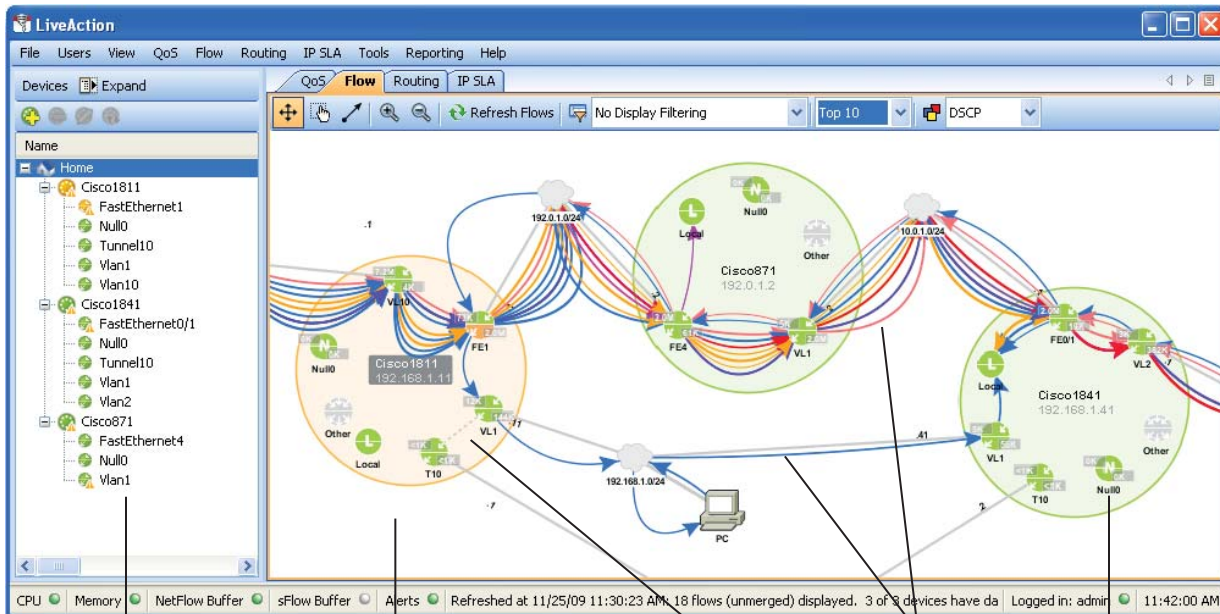 LiveAction
File Users View QoS Flow Routing IP SLA Tools Reporting Help
Devices Expand
QoS Flow Routing IP SLA
Refresh Flows No Display Filtering Top 10 DSCP
Name
Home
Cisco1811
FastEthernet1
Null0
Tunnel10
Vlan1
Vlan10
Cisco1841
FastEthernet0/1
Null0
Tunnel10
Vlan1
Vlan2
Cisco871
FastEthernet4
Null0
Vlan1
.1
192.0.1.0/24
VL10
FE1
Cisco1811
192.168.1.11
Null0
Other
Local
VL1
T10
.11
.1
Local
Null0
Other
Cisco871
192.0.1.2
FE4
VL1
10.0.1.0/24
FE0/1
VL2
Local
Cisco1841
192.168.1.41
Other
VL1
T10
Null0
.41
2
192.168.1.0/24
PC
CPU Memory NetFlow Buffer sFlow Buffer Alerts Refreshed at 11/25/09 11:30:23 AM: 18 flows (unmerged) displayed. 3 of 3 devices have da Logged in: admin 11:42:00 AM